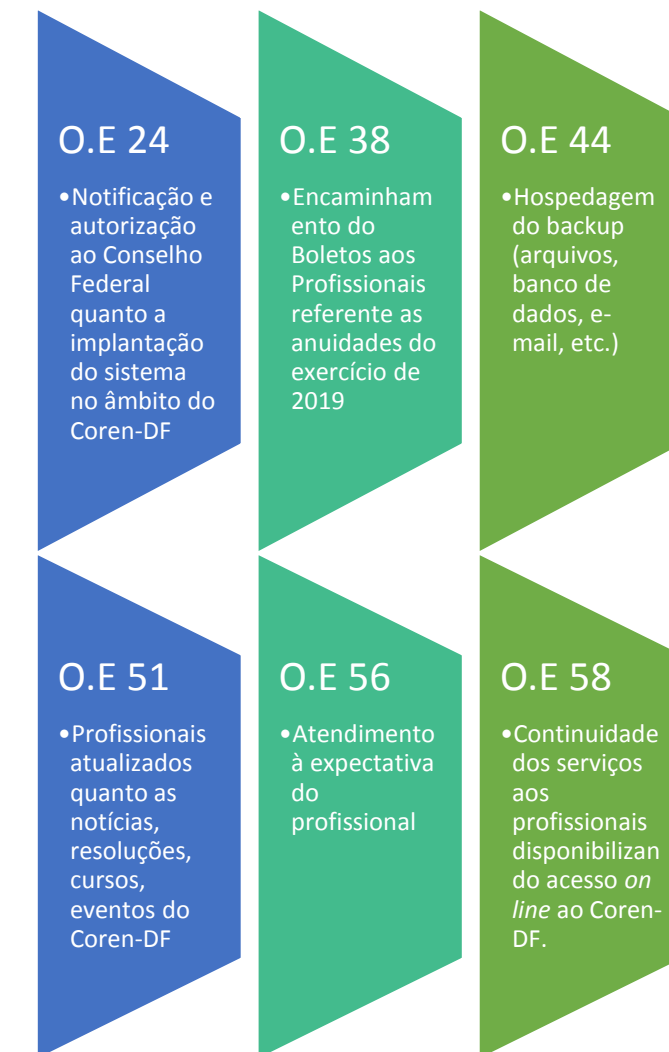 O.E 24
•Notificação e
autorização
ao Conselho
Federal
quanto a
implantação
do sistema
no âmbito do
Coren-DF
O.E 38
•Encaminham
ento do
Boletos aos
Profissionais
referente as
anuidades do
exercício de
2019
O.E 44
•Hospedagem
do backup
(arquivos,
banco de
dados, e-
mail, etc.)
O.E 51
•Profissionais
atualizados
quanto as
notícias,
resoluções,
cursos,
eventos do
Coren-DF
O.E 56
•Atendimento
à expectativa
do
profissional
O.E 58
•Continuidade
dos serviços
aos
profissionais
disponibilizan
do acesso on
line ao Coren-
DF.